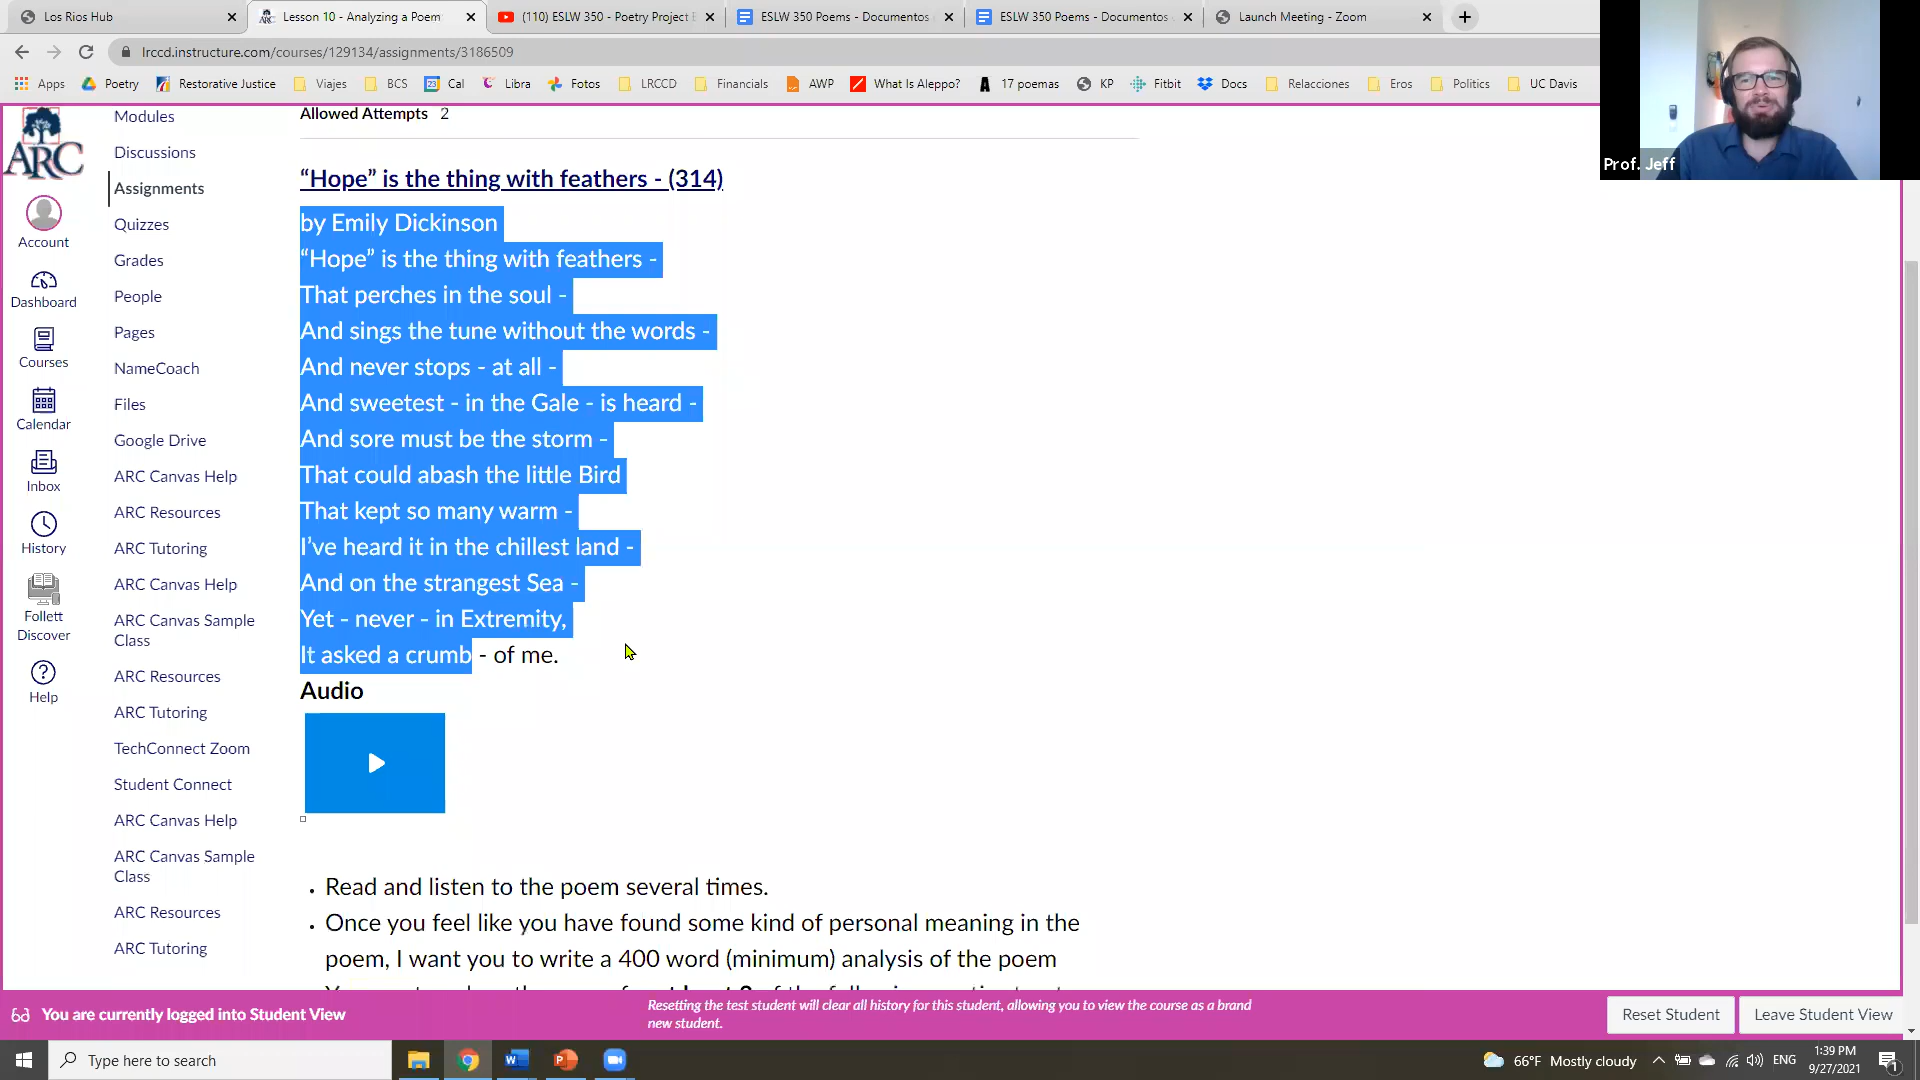 Los Rios Hub
Lesson 10 - Analyzing a Poem
(110) ESLW 350 - Poetry Project
ESLW 350 Poems - Documentos
ESLW 350 Poems - Documentos
Launch Meeting - Zoom
lrccd.instructure.com/courses/129134/assignments/3186509
Apps
Poetry
Restorative Justice
Viajes
BCS
Cal
Libra
Fotos
LRCCD
Financials
AWP
What Is Aleppo?
17 poemas
KP
Fitbit
Docs
Relacciones
Eros
Politics
UC Davis
Prof. Jeff
ARC
Account
Dashboard
Courses
Calendar
Inbox
History
Follett
Discover
Help
Modules
Discussions
Assignments
Quizzes
Grades
People
Pages
NameCoach
Files
Google Drive
ARC Canvas Help
ARC Resources
ARC Tutoring
ARC Canvas Help
ARC Canvas Sample
Class
ARC Resources
ARC Tutoring
TechConnect Zoom
Student Connect
ARC Canvas Help
ARC Canvas Sample
Class
ARC Resources
ARC Tutoring
Allowed Attempts 2
“Hope” is the thing with feathers - (314)
by Emily Dickinson
“Hope” is the thing with feathers -
That perches in the soul -
And sings the tune without the words -
And never stops - at all -
And sweetest - in the Gale - is heard -
And sore must be the storm -
That could abash the little Bird
That kept so many warm -
I’ve heard it in the chillest land -
And on the strangest Sea -
Yet - never - in Extremity,
It asked a crumb - of me.
Audio
Read and listen to the poem several times.
Once you feel like you have found some kind of personal meaning in the
poem, I want you to write a 400 word (minimum) analysis of the poem
You are currently logged into Student View
Resetting the test student will clear all history for this student, allowing you to view the course as a brand
new student.
Reset Student
Leave Student View
Type here to search
66°F Mostly cloudy
ENG
1:39 PM
9/27/2021
1